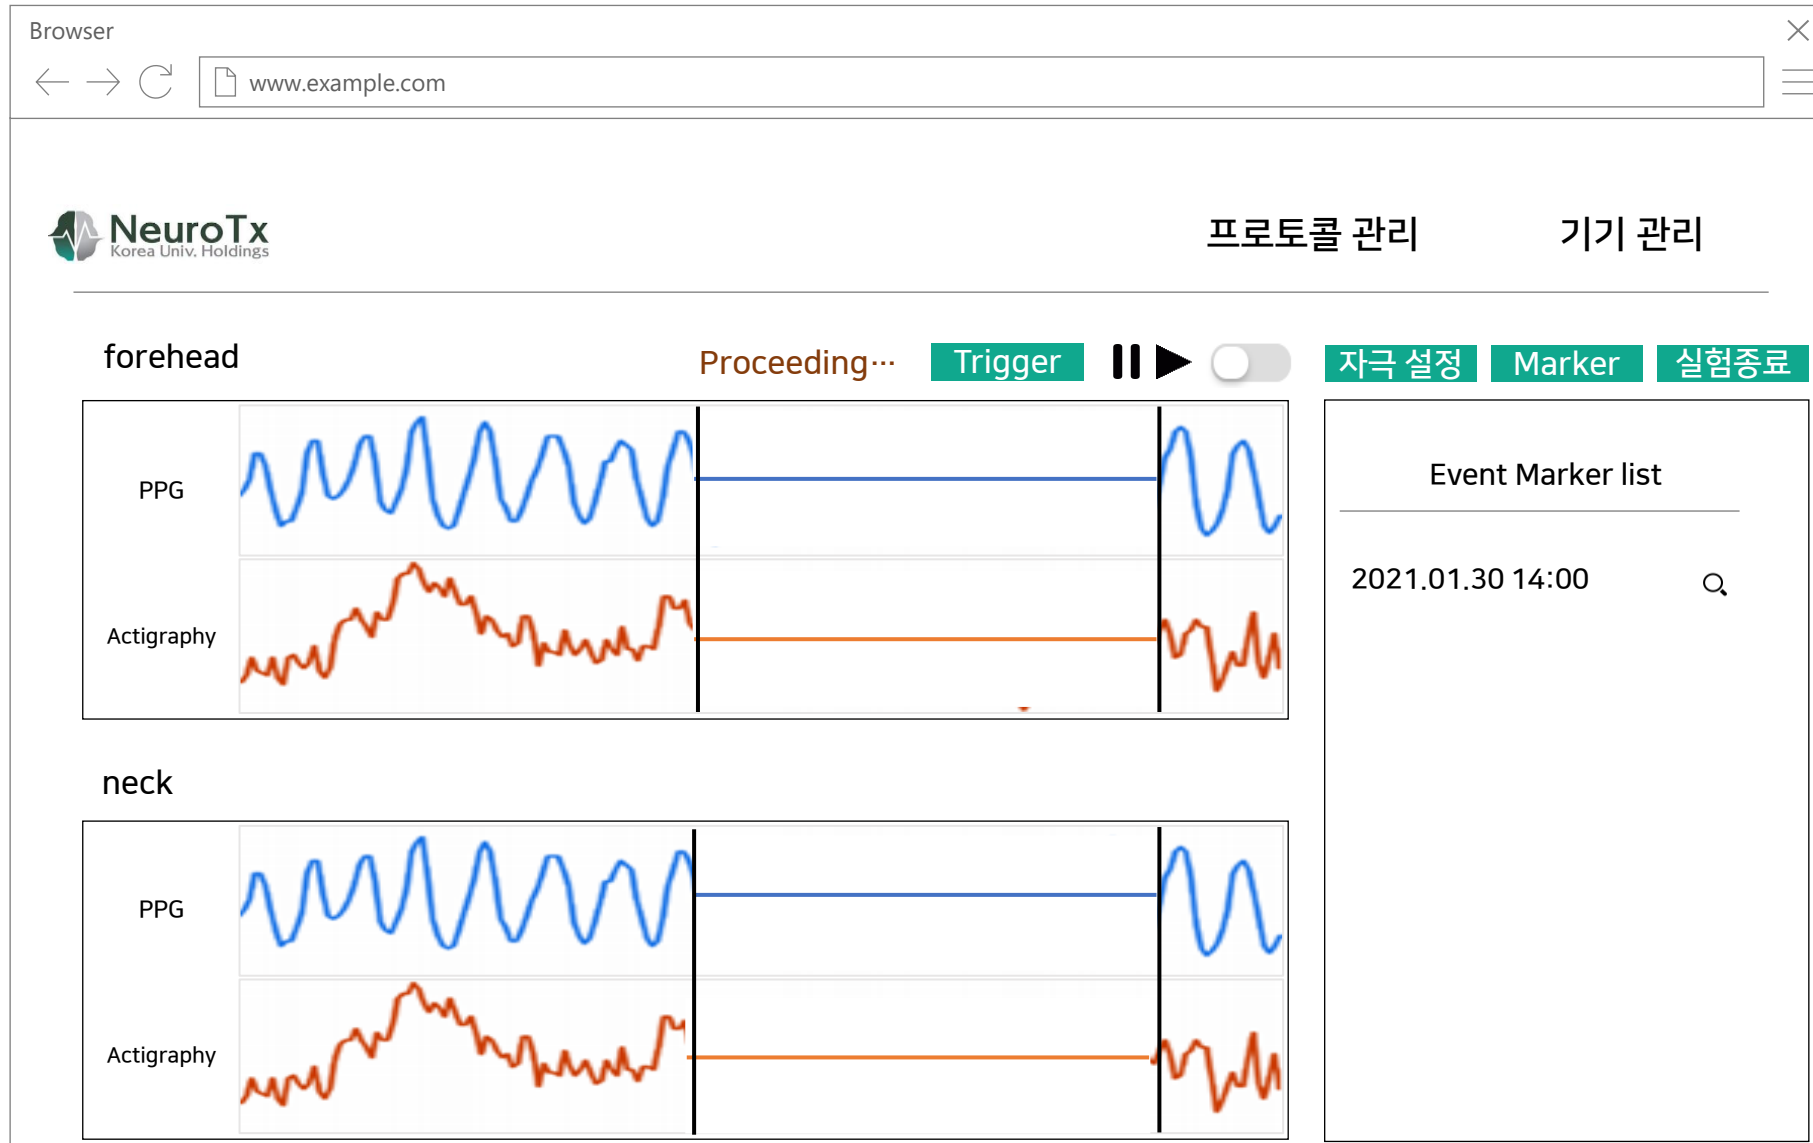 Browser
www.example.com
NeuroTx
Korea Univ. Holdings
프로토콜 관리
기기 관리
forehead
Proceeding…
Trigger
자극 설정
Marker
실험종료
PPG
Actigraphy
Event Marker list
2021.01.30 14:00
neck
PPG
Actigraphy